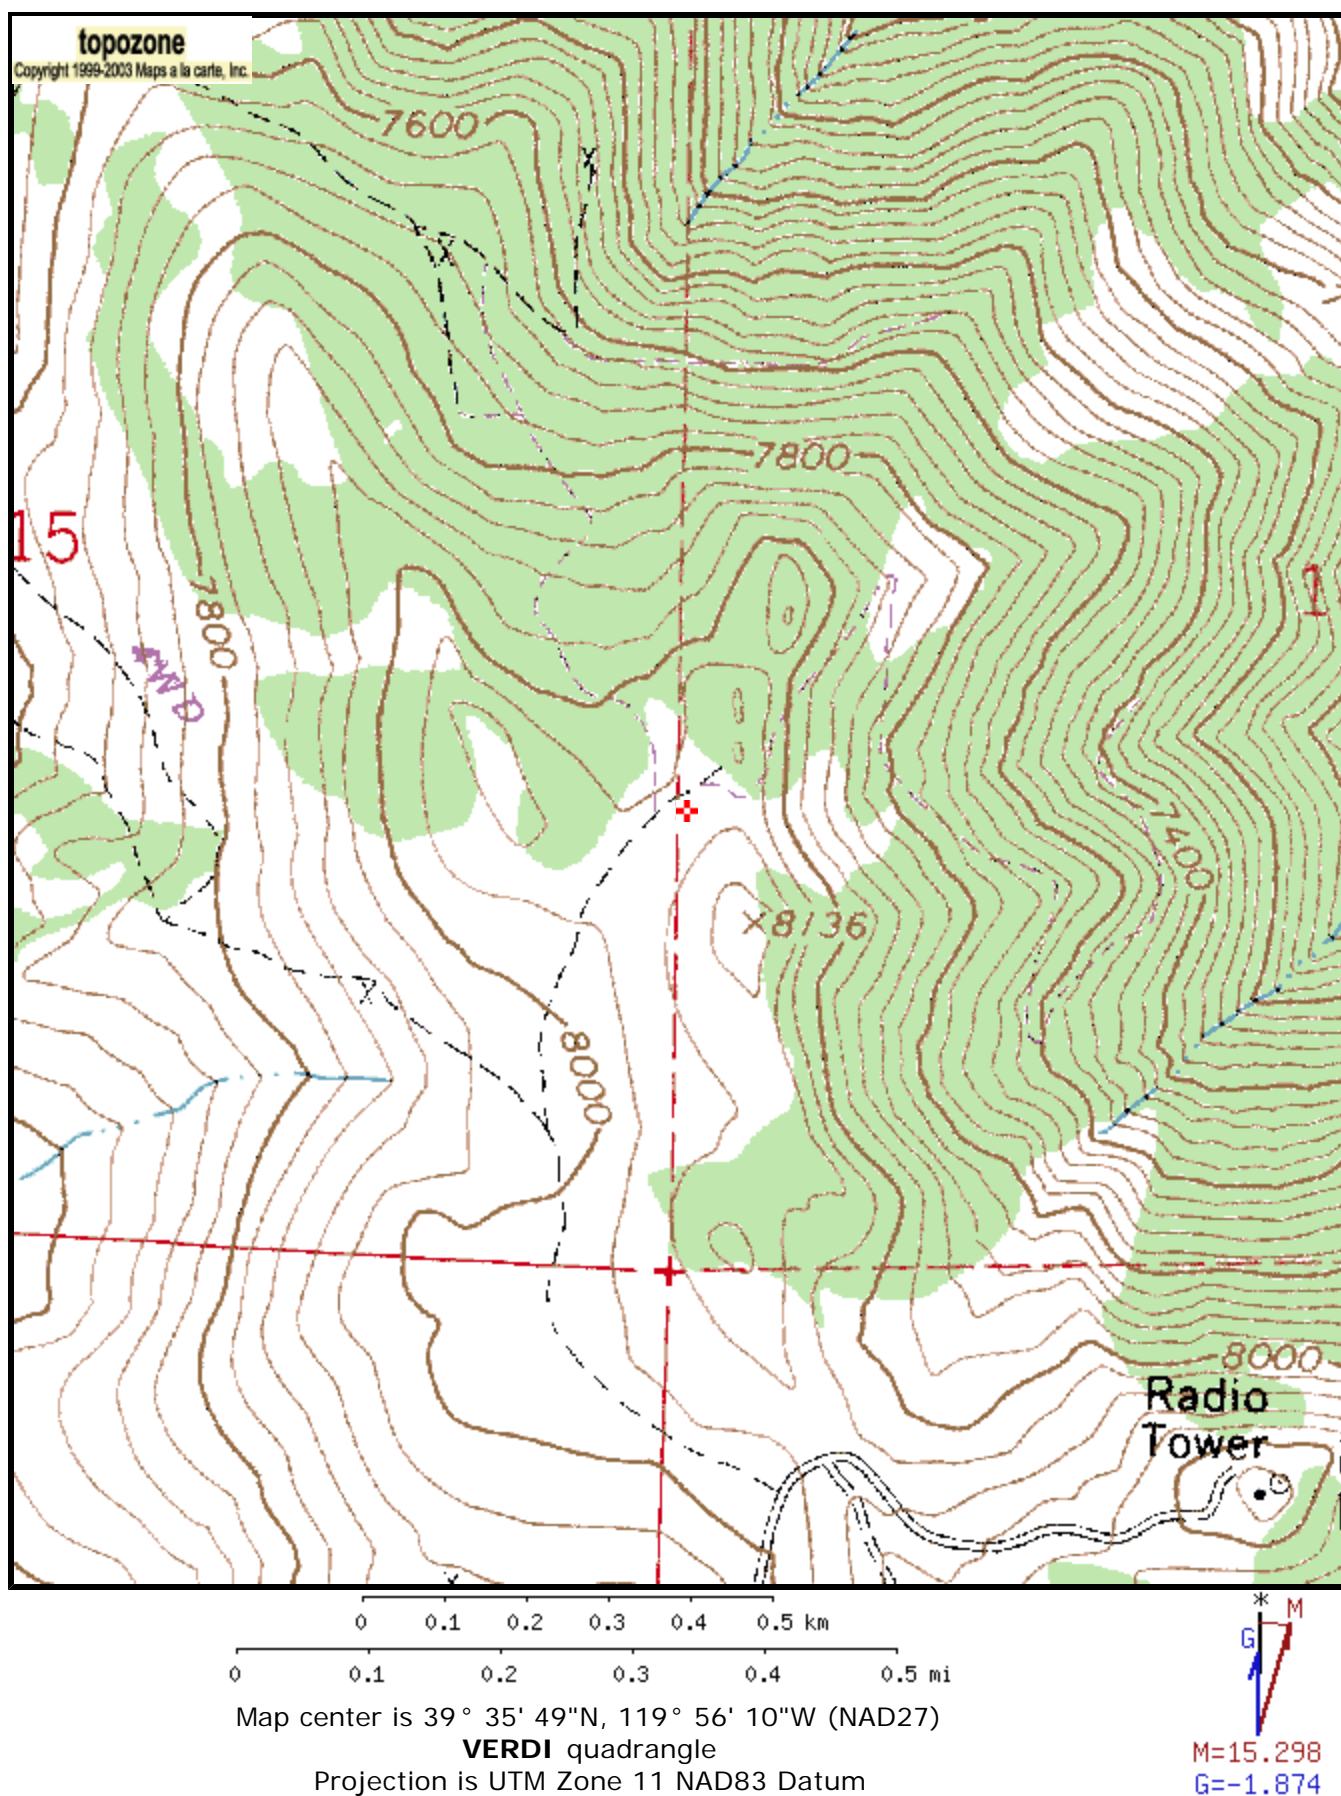 topozone
Copyright 1999-2003 Maps a la carte, Inc.
7600
7800
15
1
7800
4WD
7400
×8136
8000
8000
Radio
Tower
0 0.1 0.2 0.3 0.4 0.5 km
0 0.1 0.2 0.3 0.4 0.5 mi
* M
G
Map center is 39° 35' 49"N, 119° 56' 10"W (NAD27)
VERDI quadrangle
Projection is UTM Zone 11 NAD83 Datum
M=15.298
G=-1.874